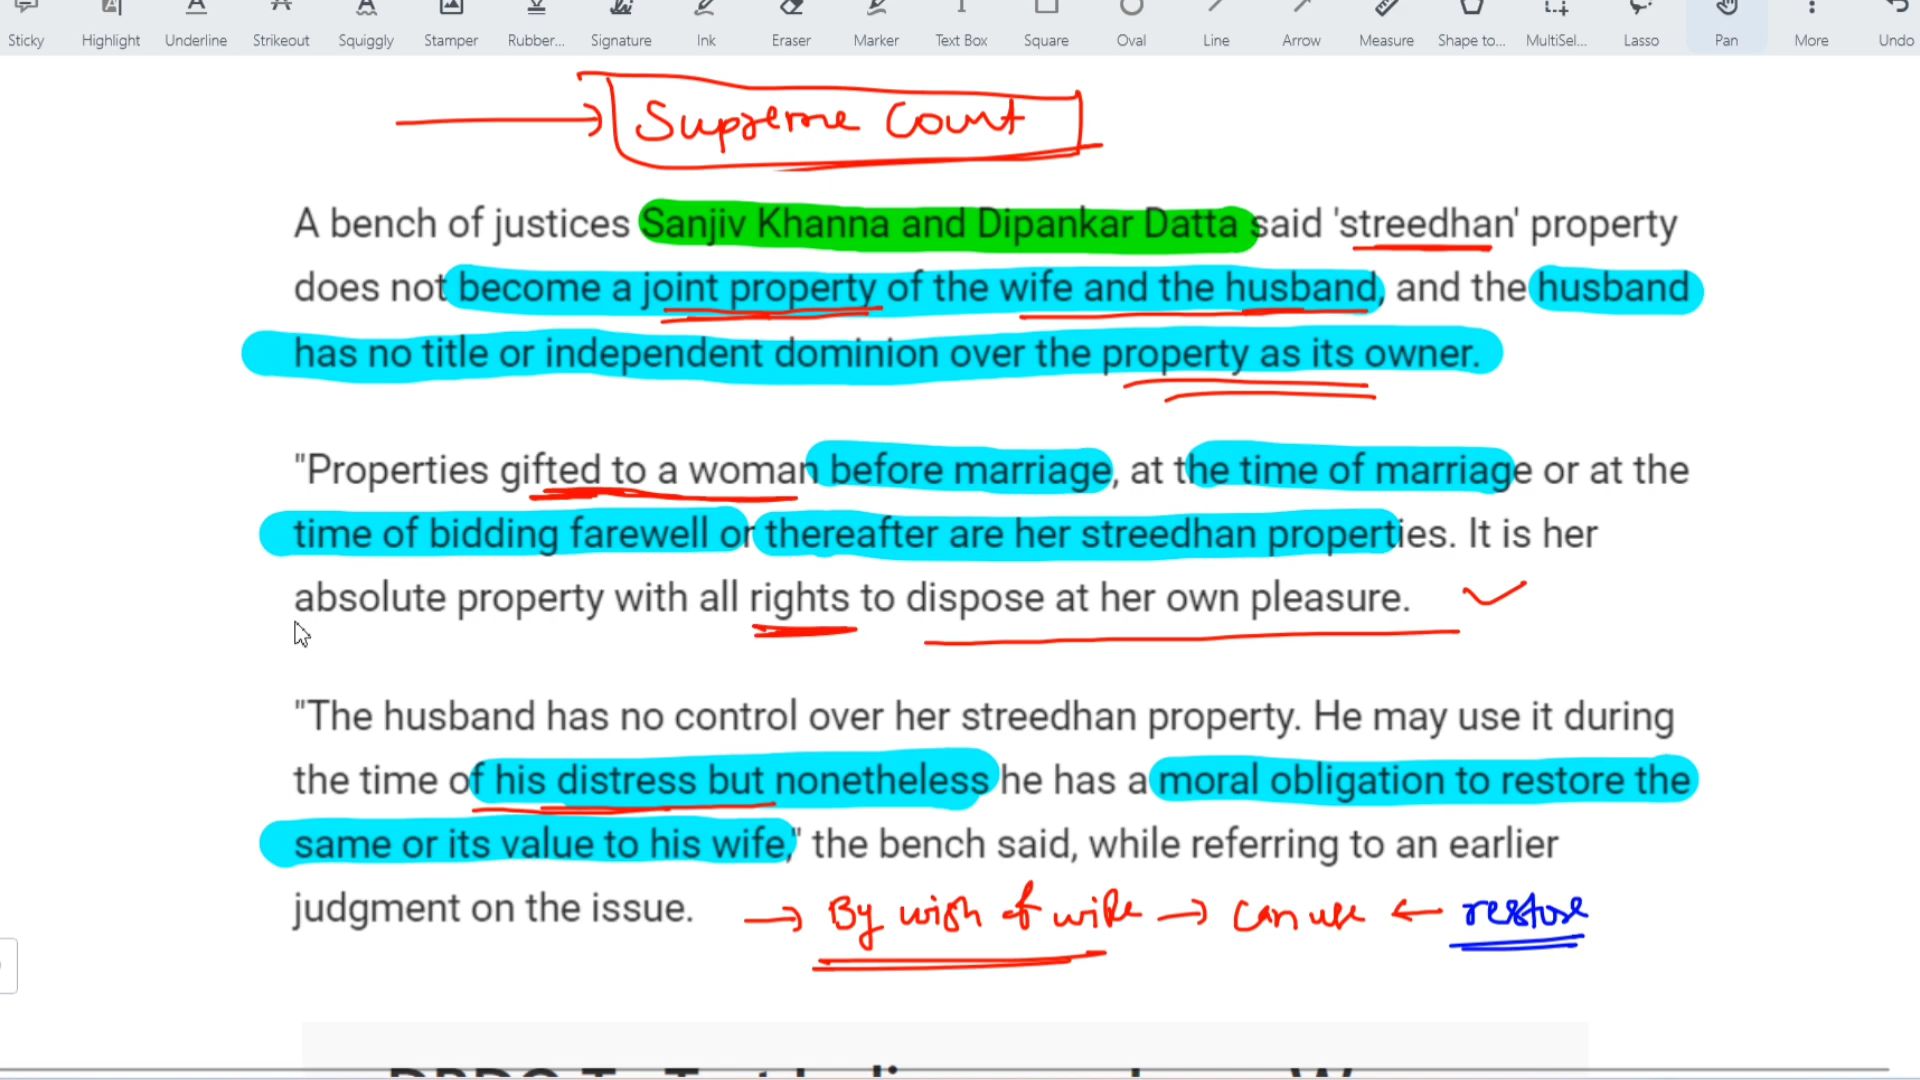 Sticky Highlight Underline Strikeout Squiggly Stamper Rubber... Signature Ink Eraser Marker Text Box Square Oval Line Arrow Measure Shape to... MultiSel... Lasso Pan More Undo
Supreme Court
A bench of justices Sanjiv Khanna and Dipankar Datta said 'streedhan' property
does not become a joint property of the wife and the husband, and the husband
has no title or independent dominion over the property as its owner.
"Properties gifted to a woman before marriage, at the time of marriage or at the
time of bidding farewell or thereafter are her streedhan properties. It is her
absolute property with all rights to dispose at her own pleasure.
"The husband has no control over her streedhan property. He may use it during
the time of his distress but nonetheless he has a moral obligation to restore the
same or its value to his wife," the bench said, while referring to an earlier
judgment on the issue. → By wish of wife → can use ← restore